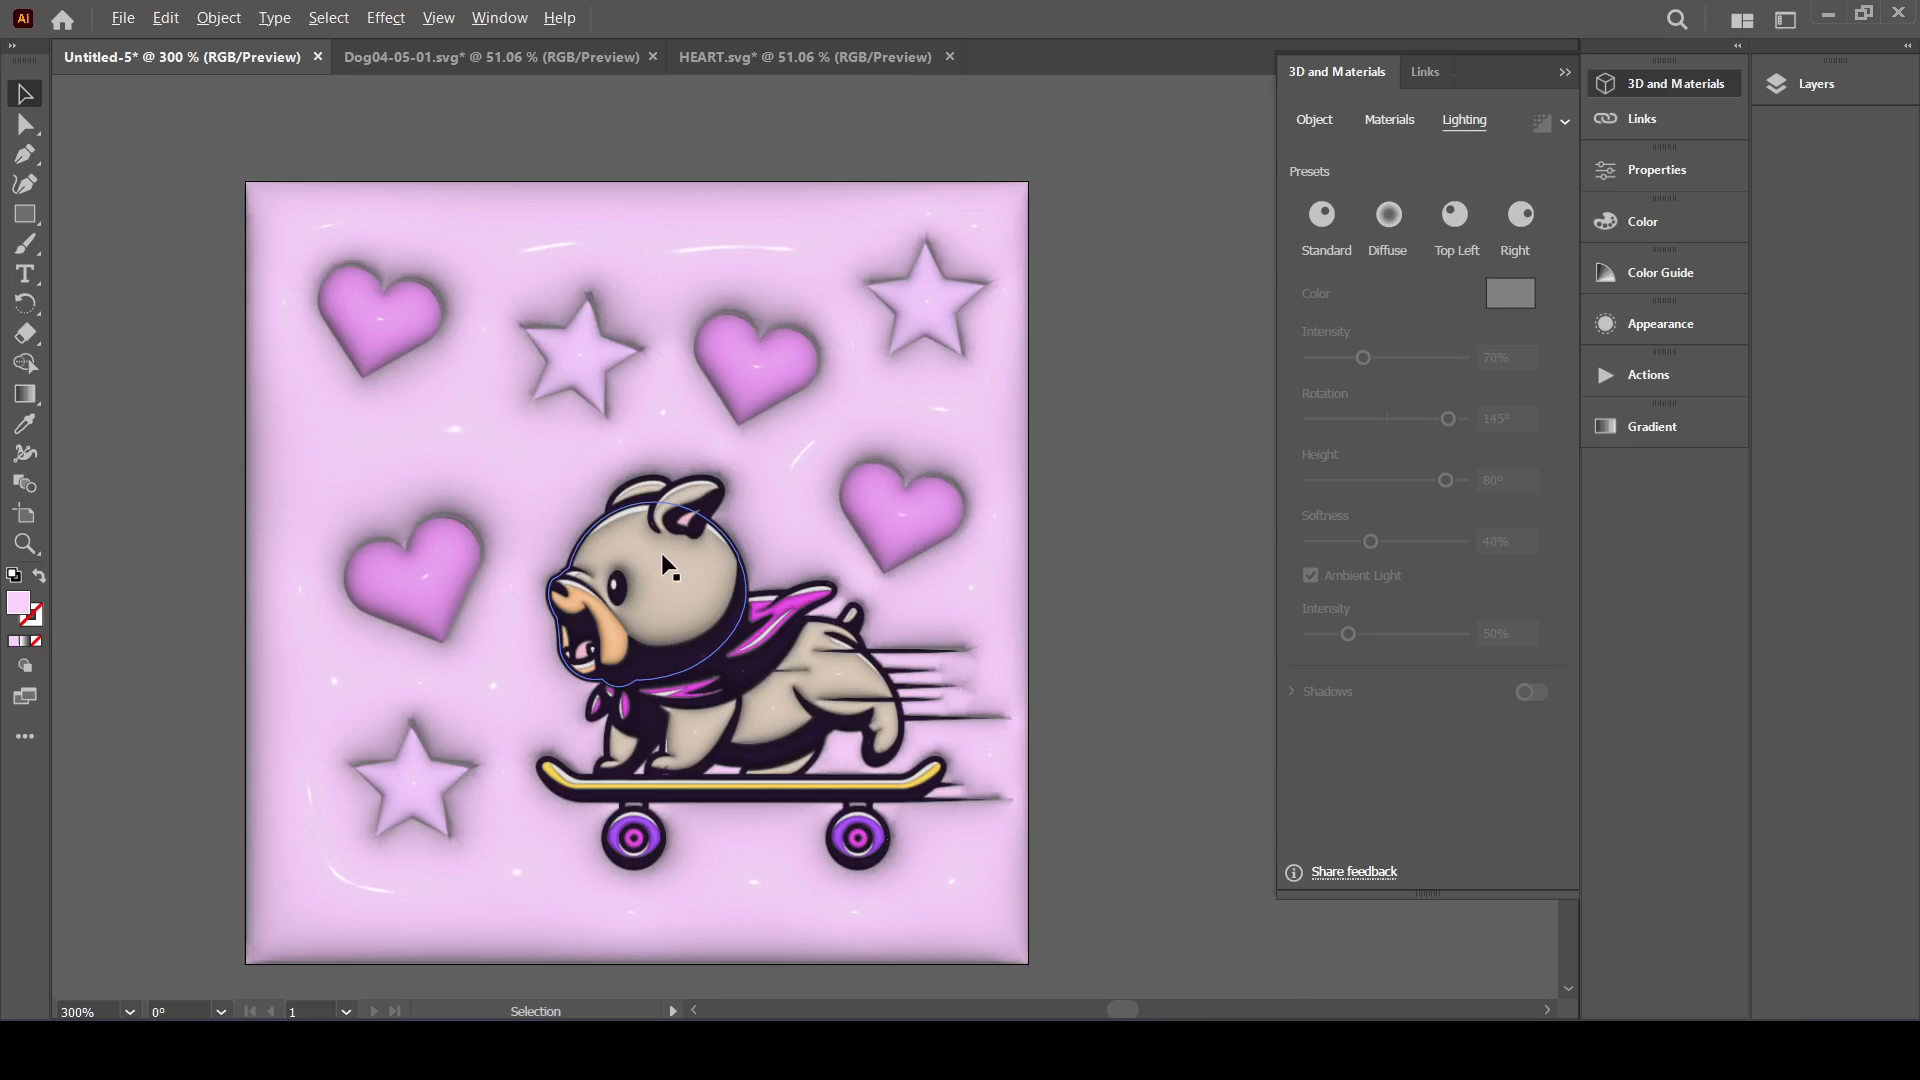 Ai File Edit Object Type Select Effect View Window Help
Untitled-5* @ 300 % (RGB/Preview) Dog04-05-01.svg* @ 51.06 % (RGB/Preview) HEART.svg* @ 51.06 % (RGB/Preview)
3D and Materials Links
Object Materials Lighting
Presets
Standard Diffuse Top Left Right
Color
Intensity
70%
Rotation
145°
Height
80°
Softness
40%
Ambient Light
Intensity
50%
Shadows
Share feedback
3D and Materials
Links
Properties
Color
Color Guide
Appearance
Actions
Gradient
Layers
300% 0° 1 Selection